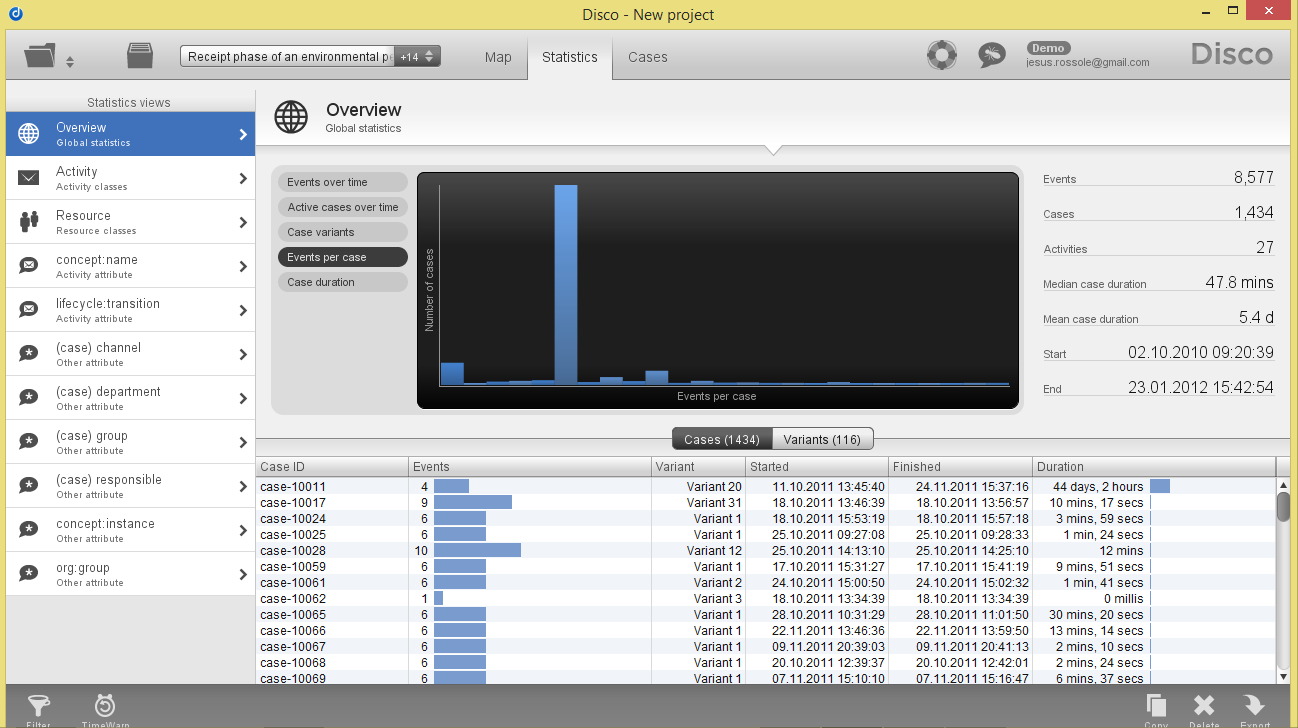 Disco - New project
Receipt phase of an environmental p +14
Map Statistics Cases
Demo
jesus.rossole@gmail.com
Disco
Statistics views
Overview
Global statistics
Activity
Activity classes
Resource
Resource classes
concept:name
Activity attribute
lifecycle:transition
Activity attribute
(case) channel
Other attribute
(case) department
Other attribute
(case) group
Other attribute
(case) responsible
Other attribute
concept:instance
Other attribute
org:group
Other attribute
Overview
Global statistics
Events over time
Active cases over time
Case variants
Events per case
Case duration
Number of cases
Events per case
Events 8,577
Cases 1,434
Activities 27
Median case duration 47.8 mins
Mean case duration 5.4 d
Start 02.10.2010 09:20:39
End 23.01.2012 15:42:54
Cases (1434) Variants (116)
Case ID Events Variant Started Finished Duration
case-10011 4 Variant 20 11.10.2011 13:45:40 24.11.2011 15:37:16 44 days, 2 hours
case-10017 9 Variant 31 18.10.2011 13:46:39 18.10.2011 13:56:57 10 mins, 17 secs
case-10024 6 Variant 1 18.10.2011 15:53:19 18.10.2011 15:57:18 3 mins, 59 secs
case-10025 6 Variant 1 25.10.2011 09:27:08 25.10.2011 09:28:33 1 min, 24 secs
case-10028 10 Variant 12 25.10.2011 14:13:10 25.10.2011 14:25:10 12 mins
case-10059 6 Variant 1 17.10.2011 15:31:27 17.10.2011 15:41:19 9 mins, 51 secs
case-10061 6 Variant 2 24.10.2011 15:00:50 24.10.2011 15:02:32 1 min, 41 secs
case-10062 1 Variant 3 18.10.2011 13:34:39 18.10.2011 13:34:39 0 millis
case-10065 6 Variant 1 28.10.2011 10:31:29 28.10.2011 11:01:50 30 mins, 20 secs
case-10066 6 Variant 1 22.11.2011 13:46:36 22.11.2011 13:59:50 13 mins, 14 secs
case-10067 6 Variant 1 09.11.2011 20:39:03 09.11.2011 20:41:13 2 mins, 10 secs
case-10068 6 Variant 1 20.10.2011 12:39:37 20.10.2011 12:42:01 2 mins, 24 secs
case-10069 6 Variant 1 07.11.2011 15:10:10 07.11.2011 15:16:47 6 mins, 37 secs
Filter TimeWarp Copy Delete Export